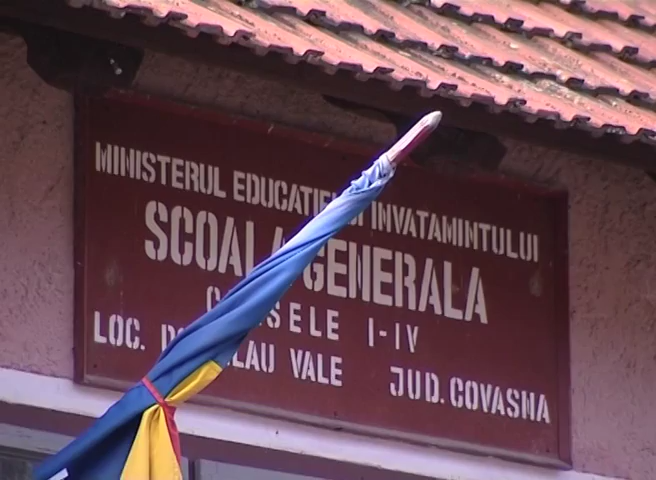 MINISTERUL EDUCATIEI SI INVATAMINTULUI
SCOALA GENERALA
CLASELE I-IV
LOC. VALE JUD. COVASNA